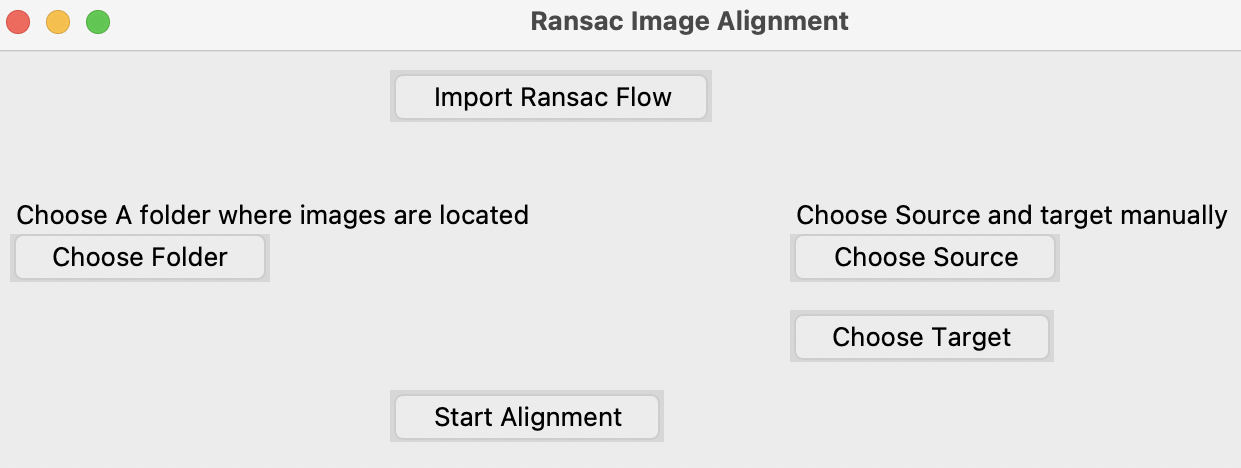 Ransac Image Alignment
Import Ransac Flow
Choose A folder where images are located
Choose Folder
Choose Source and target manually
Choose Source
Choose Target
Start Alignment